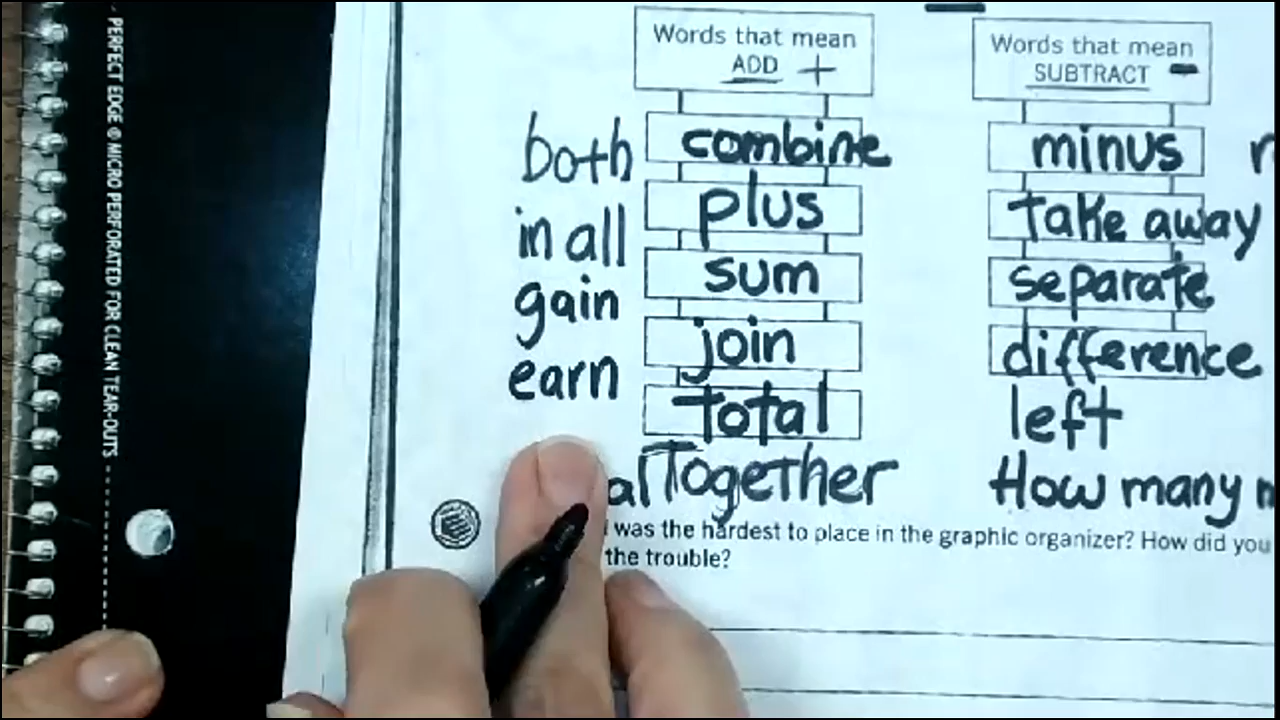 PERFECT EDGE ® MICRO PERFORATED FOR CLEAN TEAR-OUTS
Words that mean
ADD +
both
combine
in all
plus
gain
sum
earn
join
total
alTogether
Words that mean
SUBTRACT -
minus
take away
separate
difference
left
How many
was the hardest to place in the graphic organizer? How did you
the trouble?